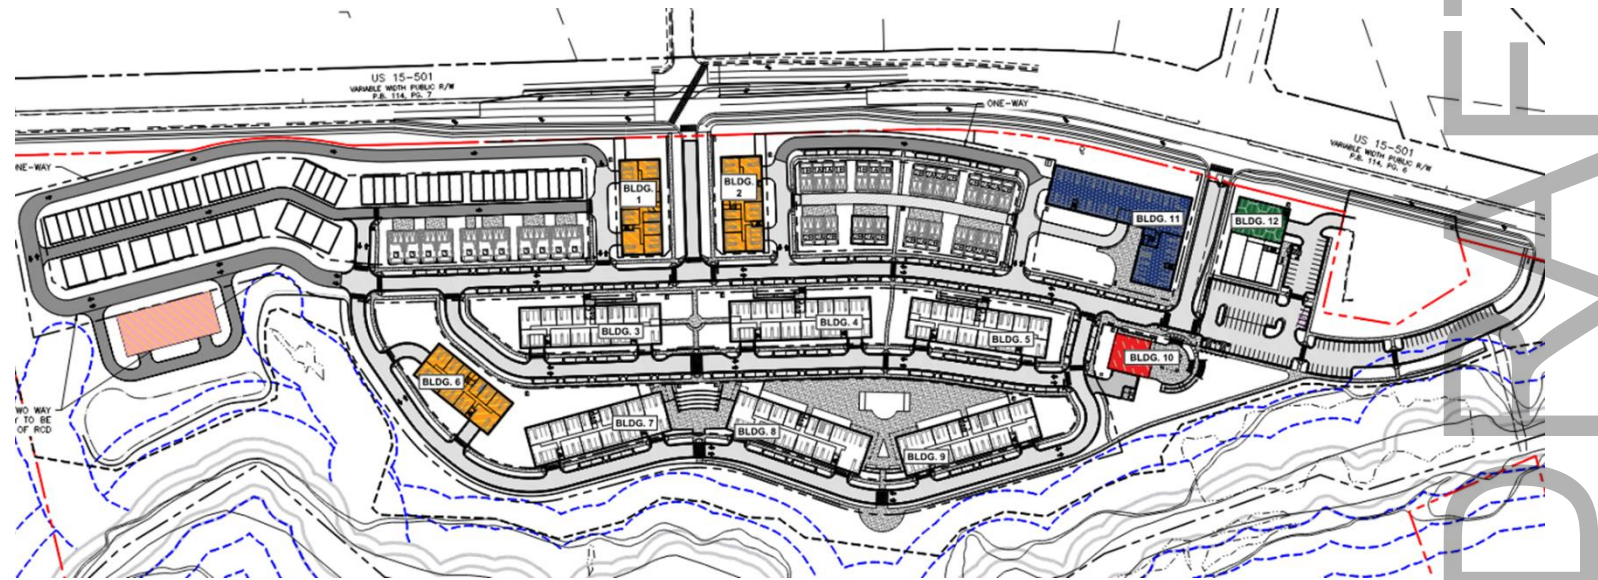 US 15-501
VARIABLE WIDTH PUBLIC R/W
P.B. 114, PG. 7
ONE-WAY
US 15-501
VARIABLE WIDTH PUBLIC R/W
P.B. 114, PG. 6
NE-WAY
BLDG.
1
BLDG.
2
BLDG. 11
BLDG. 12
BLDG. 3
BLDG. 4
BLDG. 5
BLDG. 10
BLDG. 6
WO WAY
Y TO BE
OF RCD
BLDG. 7
BLDG. 8
BLDG. 9
DRAF